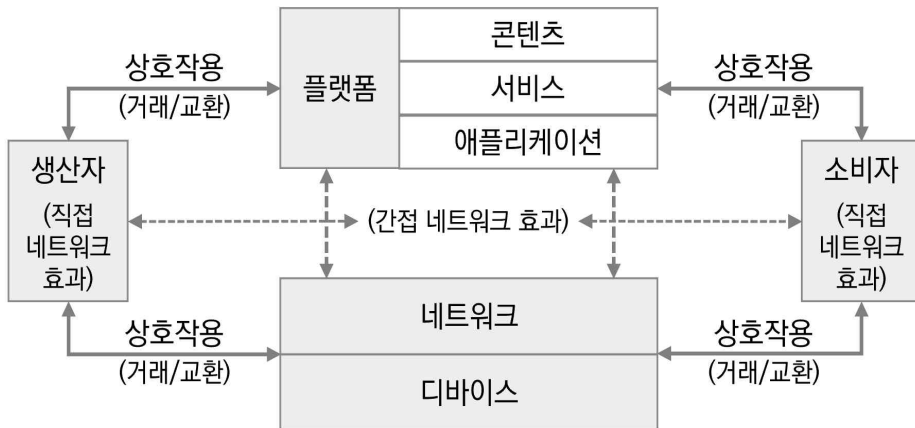 콘텐츠
상호작용
(거래/교환)
플랫폼
서비스
상호작용
(거래/교환)
애플리케이션
생산자
(직접
네트워크
효과)
(간접 네트워크 효과)
소비자
(직접
네트워크
효과)
네트워크
상호작용
(거래/교환)
상호작용
(거래/교환)
디바이스